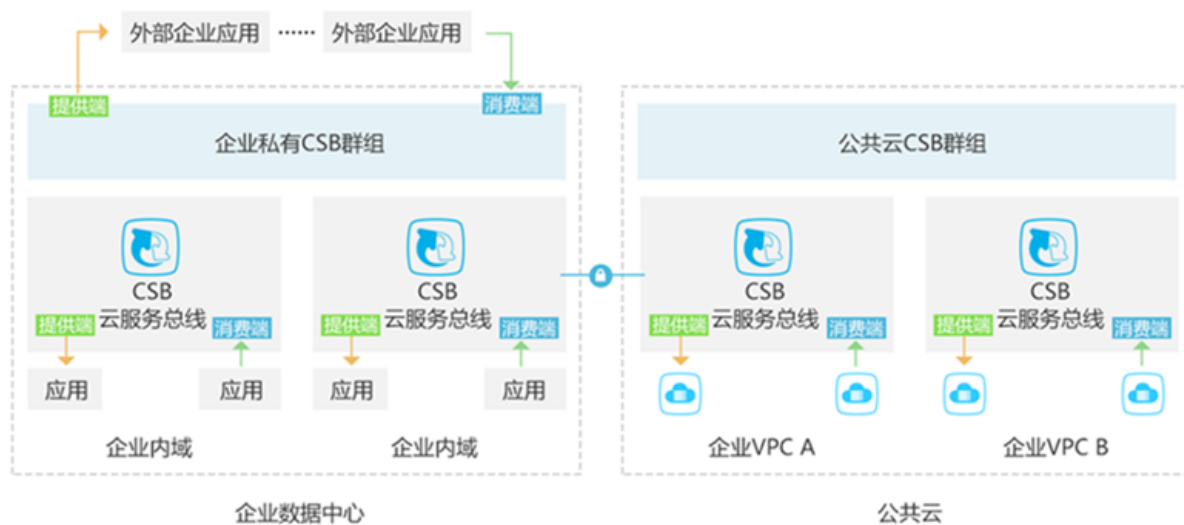 外部企业应用 ······ 外部企业应用
提供端 消费端
企业私有CSB群组 公共云CSB群组
CSB CSB CSB CSB
云服务总线 云服务总线 云服务总线 云服务总线
提供端 消费端 提供端 消费端 提供端 消费端 提供端 消费端
应用 应用 应用 应用
企业内域 企业内域 企业VPC A 企业VPC B
企业数据中心 公共云